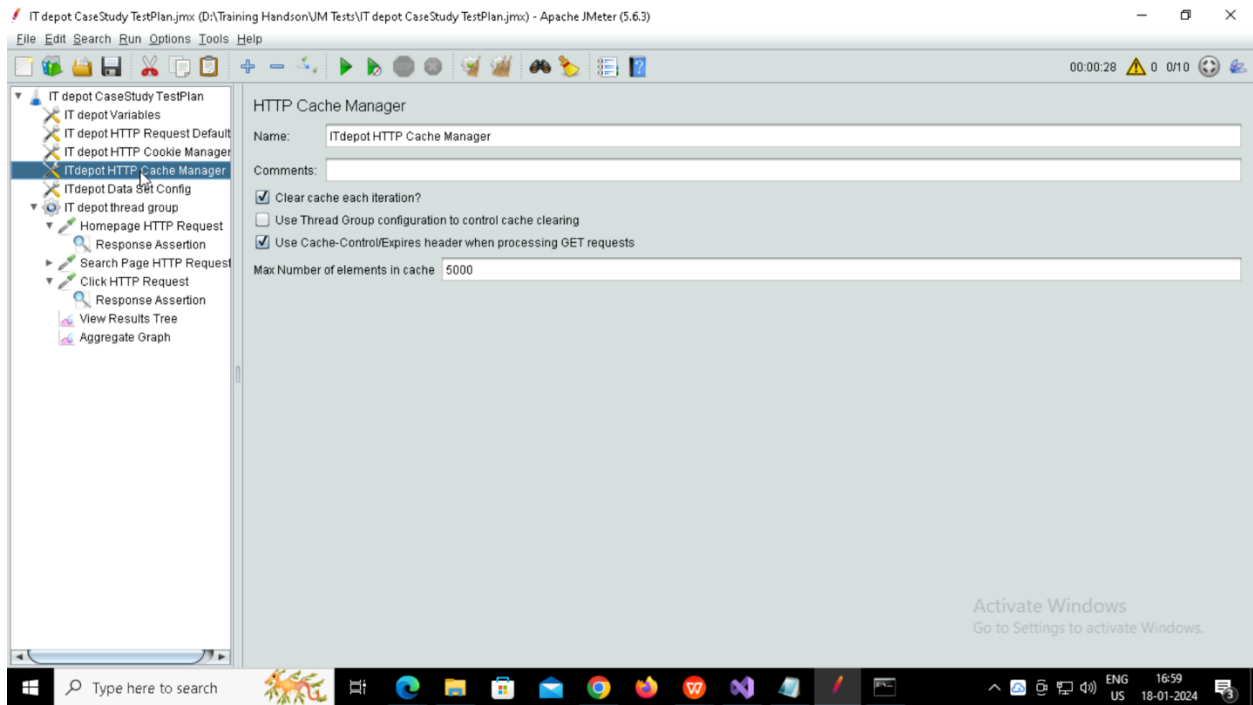 IT depot CaseStudy TestPlan.jmx (D:\Training Handson\JM Tests\IT depot CaseStudy TestPlan.jmx) - Apache JMeter (5.6.3)
File Edit Search Run Options Tools Help
00:00:28 0 0/10
IT depot CaseStudy TestPlan
IT depot Variables
IT depot HTTP Request Default
IT depot HTTP Cookie Manager
ITdepot HTTP Cache Manager
ITdepot Data Set Config
IT depot thread group
Homepage HTTP Request
Response Assertion
Search Page HTTP Request
Click HTTP Request
Response Assertion
View Results Tree
Aggregate Graph
HTTP Cache Manager
Name: ITdepot HTTP Cache Manager
Comments:
Clear cache each iteration?
Use Thread Group configuration to control cache clearing
Use Cache-Control/Expires header when processing GET requests
Max Number of elements in cache 5000
Activate Windows
Go to Settings to activate Windows.
Type here to search
ENG
US
16:59
18-01-2024
3